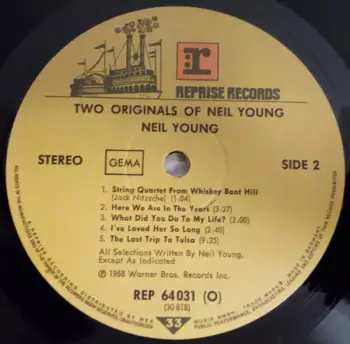 r
REPRISE RECORDS
TWO ORIGINALS OF NEIL YOUNG
NEIL YOUNG
STEREO
GEMA
SIDE 2
1. String Quartet From Whiskey Boot Hill
(Jack Nitzsche) (1:04)
2. Here We Are In The Years (3:27)
3. What Did You Do To My Life? (2:00)
4. I've Loved Her So Long (2:40)
5. The Last Trip To Tulsa (9:25)
All Selections Written By Neil Young,
Except As Indicated
℗ 1968 Warner Bros. Records Inc.
REP 64031 (O)
(30 878)
33